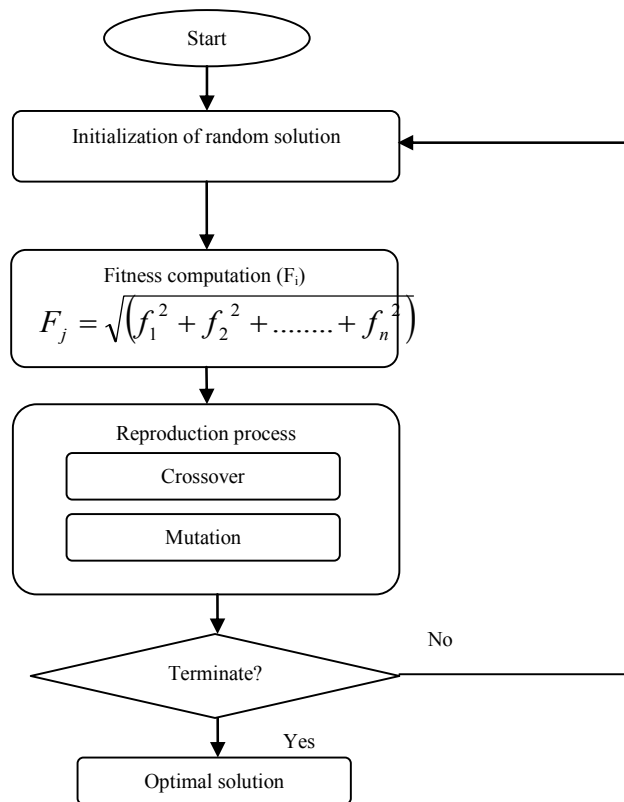 Start
Initialization of random solution
Fitness computation (Fᵢ)
F_j = √(f₁² + f₂² + ........ + fₙ²)
Reproduction process
Crossover
Mutation
No
Terminate?
Yes
Optimal solution